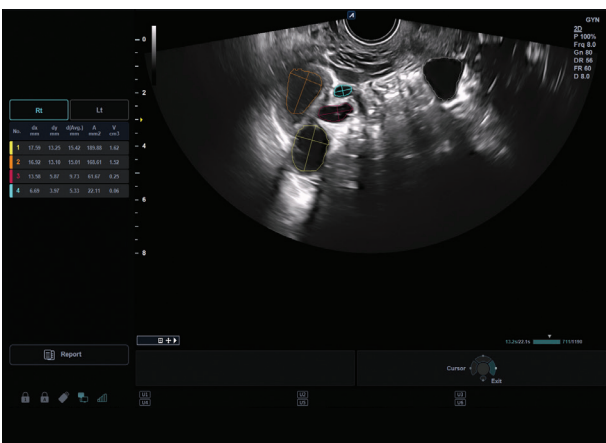 GYN
2D
P 100%
Frq 8.0
Gn 80
DR 56
FR 60
D 8.0
0
2
4
6
8
Rt Lt
No. dx mm dy mm d(Avg.) mm A mm2 V cm3
1 17.59 13.25 15.42 189.88 1.62
2 16.92 13.10 15.01 168.61 1.52
3 13.58 5.87 9.73 61.67 0.25
4 6.69 3.97 5.33 22.11 0.06
Report
Cursor
Exit
U1
U4
U2
U5
U3
U6